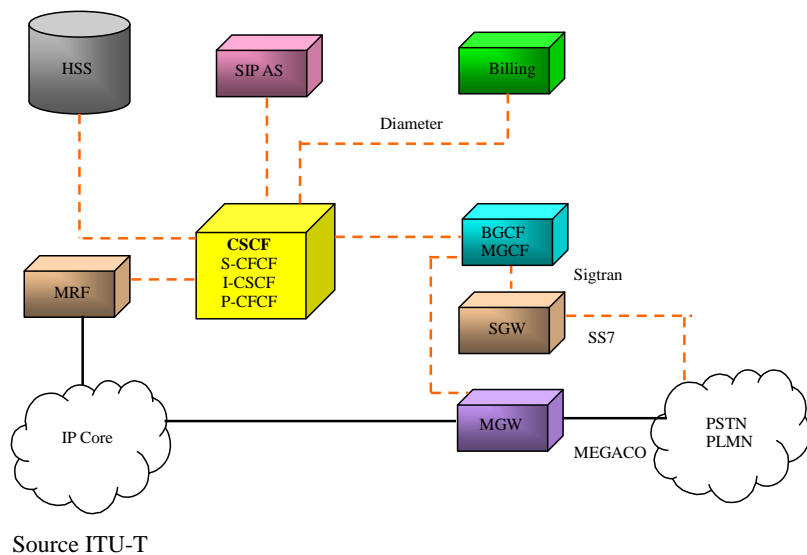 HSS
SIP AS
Billing
Diameter
CSCF
S-CFCF
I-CSCF
P-CFCF
BGCF
MGCF
Sigtran
MRF
SGW
SS7
IP Core
MGW
PSTN
PLMN
MEGACO
Source ITU-T